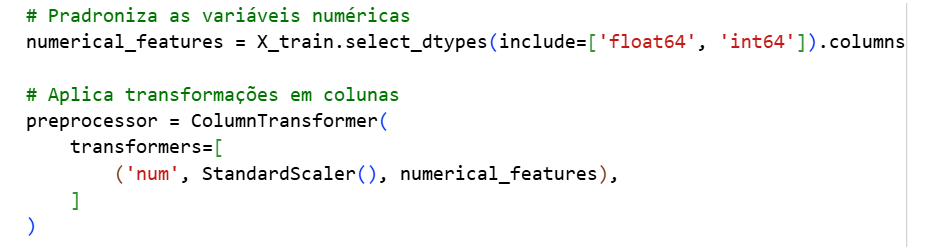 # Pradroniza as variáveis numéricas
numerical_features = X_train.select_dtypes(include=['float64', 'int64']).columns

# Aplica transformações em colunas
preprocessor = ColumnTransformer(
    transformers=[
        ('num', StandardScaler(), numerical_features),
    ]
)